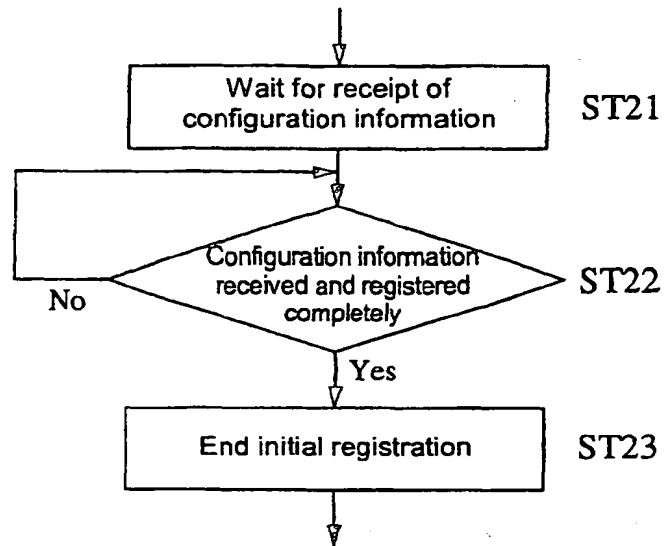 Wait for receipt of
configuration information
ST21
Configuration information
received and registered
completely
ST22
No
Yes
End initial registration
ST23